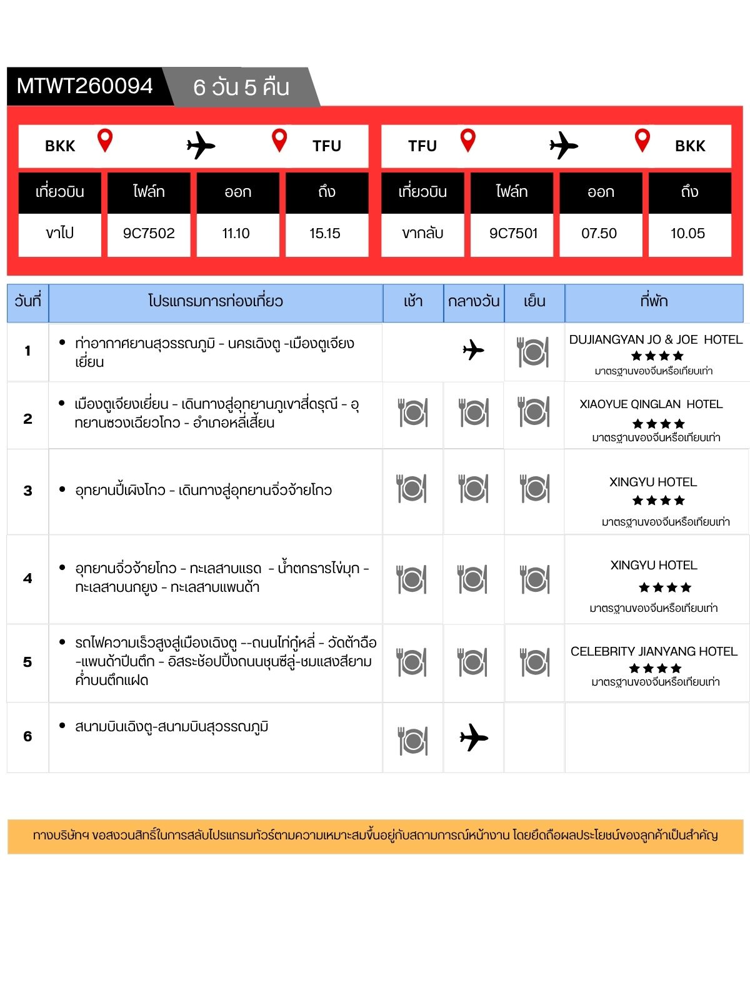 MTWT260094
6 วัน 5 คืน
BKK TFU
TFU BKK
เที่ยวบิน ไฟล์ท ออก ถึง
เที่ยวบิน ไฟล์ท ออก ถึง
ขาไป 9C7502 11.10 15.15
ขากลับ 9C7501 07.50 10.05
วันที่ โปรแกรมการท่องเที่ยว เช้า กลางวัน เย็น ที่พัก
1
• ท่าอากาศยานสุวรรณภูมิ - นครเฉิงตู -เมืองตูเจียง
เยี่ยน
DUJIANGYAN JO & JOE HOTEL
มาตรฐานของจีนหรือเทียบเท่า
2
• เมืองตูเจียงเยี่ยน - เดินทางสู่อุทยานภูเขาสี่ดรุณี - อุ
ทยานซวงเฉียวโกว - อำเภอหลี่เสี้ยน
XIAOYUE QINGLAN HOTEL
มาตรฐานของจีนหรือเทียบเท่า
3
• อุทยานปี้เผิงโกว - เดินทางสู่อุทยานจิ่วจ้ายโกว
XINGYU HOTEL
มาตรฐานของจีนหรือเทียบเท่า
4
• อุทยานจิ่วจ้ายโกว - ทะเลสาบแรด - น้ำตกธารไข่มุก -
ทะเลสาบนกยูง - ทะเลสาบแพนด้า
XINGYU HOTEL
มาตรฐานของจีนหรือเทียบเท่า
5
• รถไฟความเร็วสูงสู่เมืองเฉิงตู --ถนนไท่กู๋หลี่ - วัดต้าฉือ
-แพนด้าปีนตึก - อิสระช้อปปิ้งถนนชุนซีลู่-ชมแสงสียาม
ค่ำบนตึกแฝด
CELEBRITY JIANYANG HOTEL
มาตรฐานของจีนหรือเทียบเท่า
6
• สนามบินเฉิงตู-สนามบินสุวรรณภูมิ
ทางบริษัทฯ ขอสงวนสิทธิ์ในการสลับโปรแกรมทัวร์ตามความเหมาะสมขึ้นอยู่กับสถามการณ์หน้างาน โดยยึดถือผลประโยชน์ของลูกค้าเป็นสำคัญ